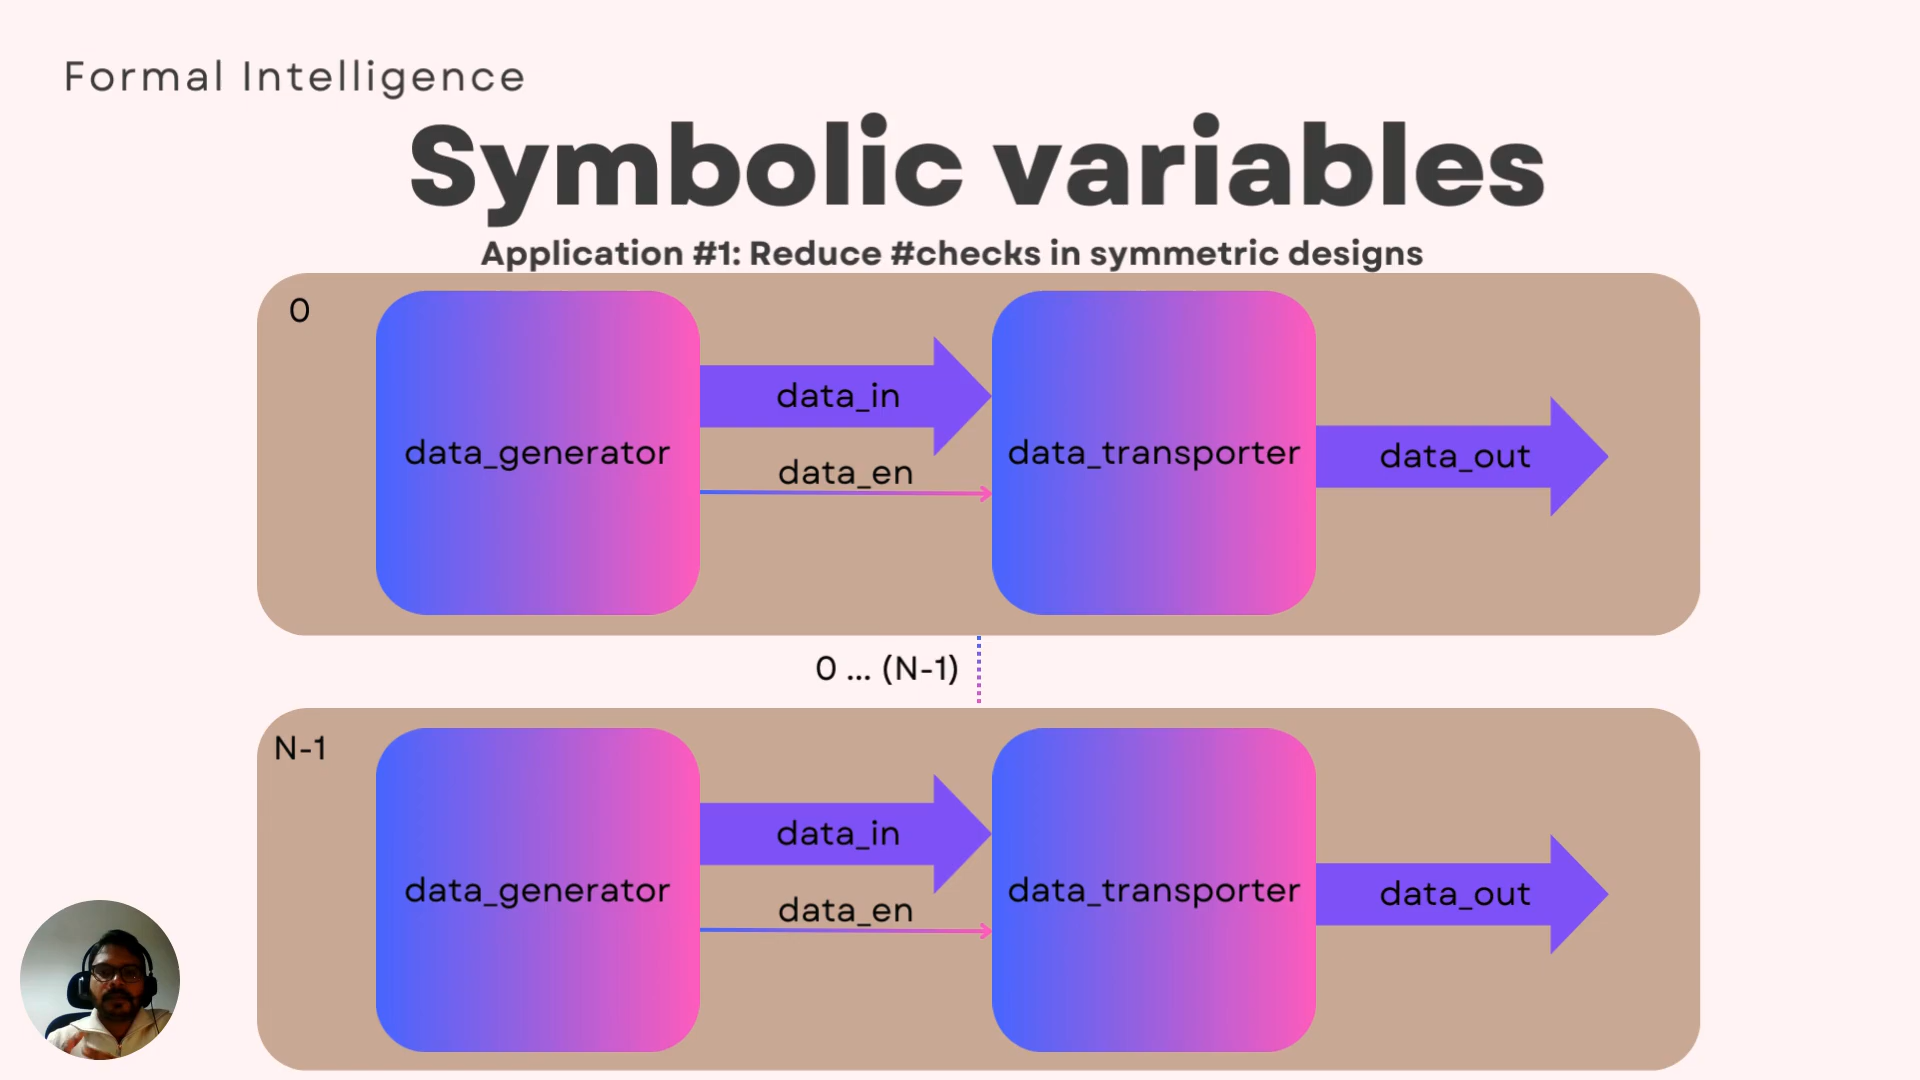 Formal Intelligence
Symbolic variables
Application #1: Reduce #checks in symmetric designs
0
data_generator
data_in
data_en
data_transporter
data_out
0 ... (N-1)
N-1
data_generator
data_in
data_en
data_transporter
data_out